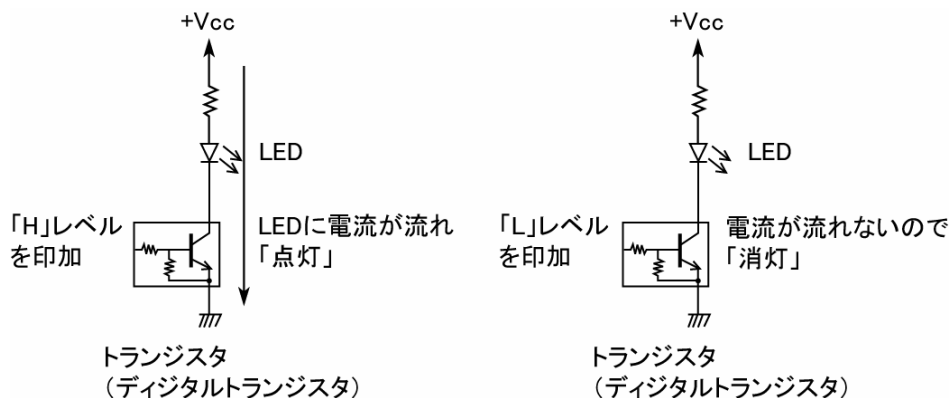 +Vcc
LED
「H」レベル
を印加
LEDに電流が流れ
「点灯」
トランジスタ
（ディジタルトランジスタ）
+Vcc
LED
「L」レベル
を印加
電流が流れないので
「消灯」
トランジスタ
（ディジタルトランジスタ）